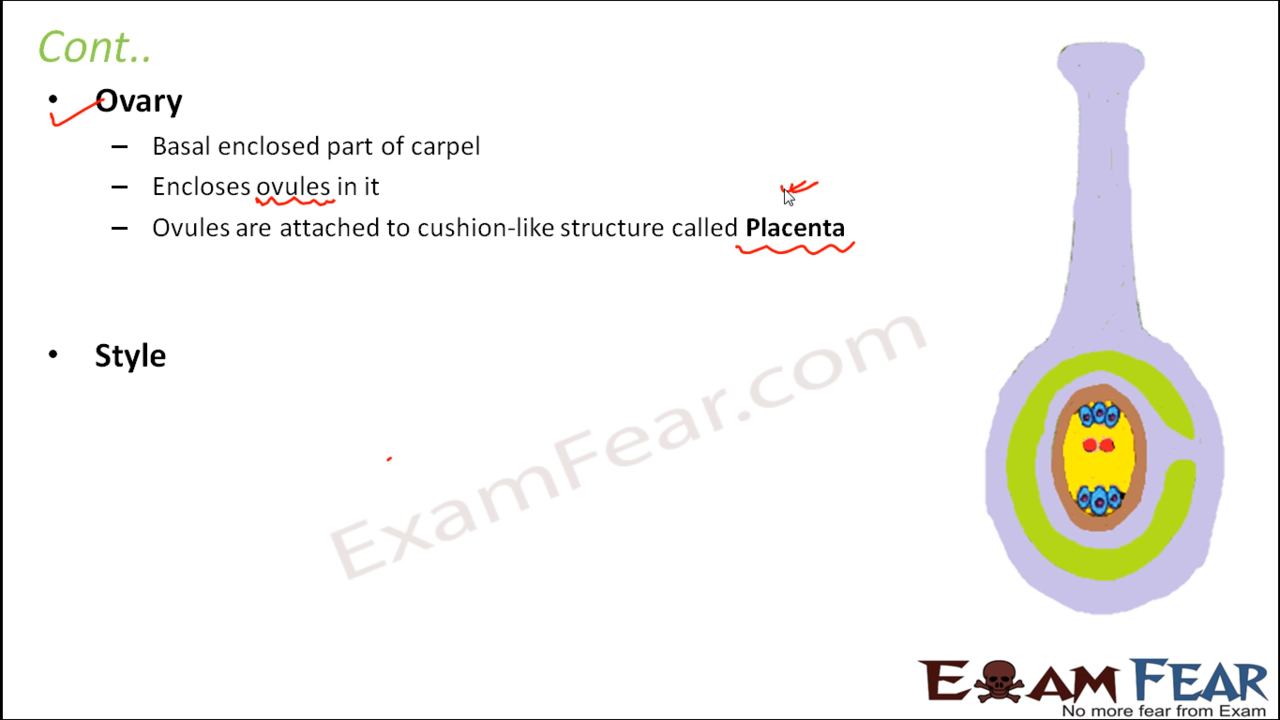 Cont..
• Ovary
– Basal enclosed part of carpel
– Encloses ovules in it
– Ovules are attached to cushion-like structure called Placenta
• Style
ExamFear.com
EXAM FEAR
No more fear from Exam